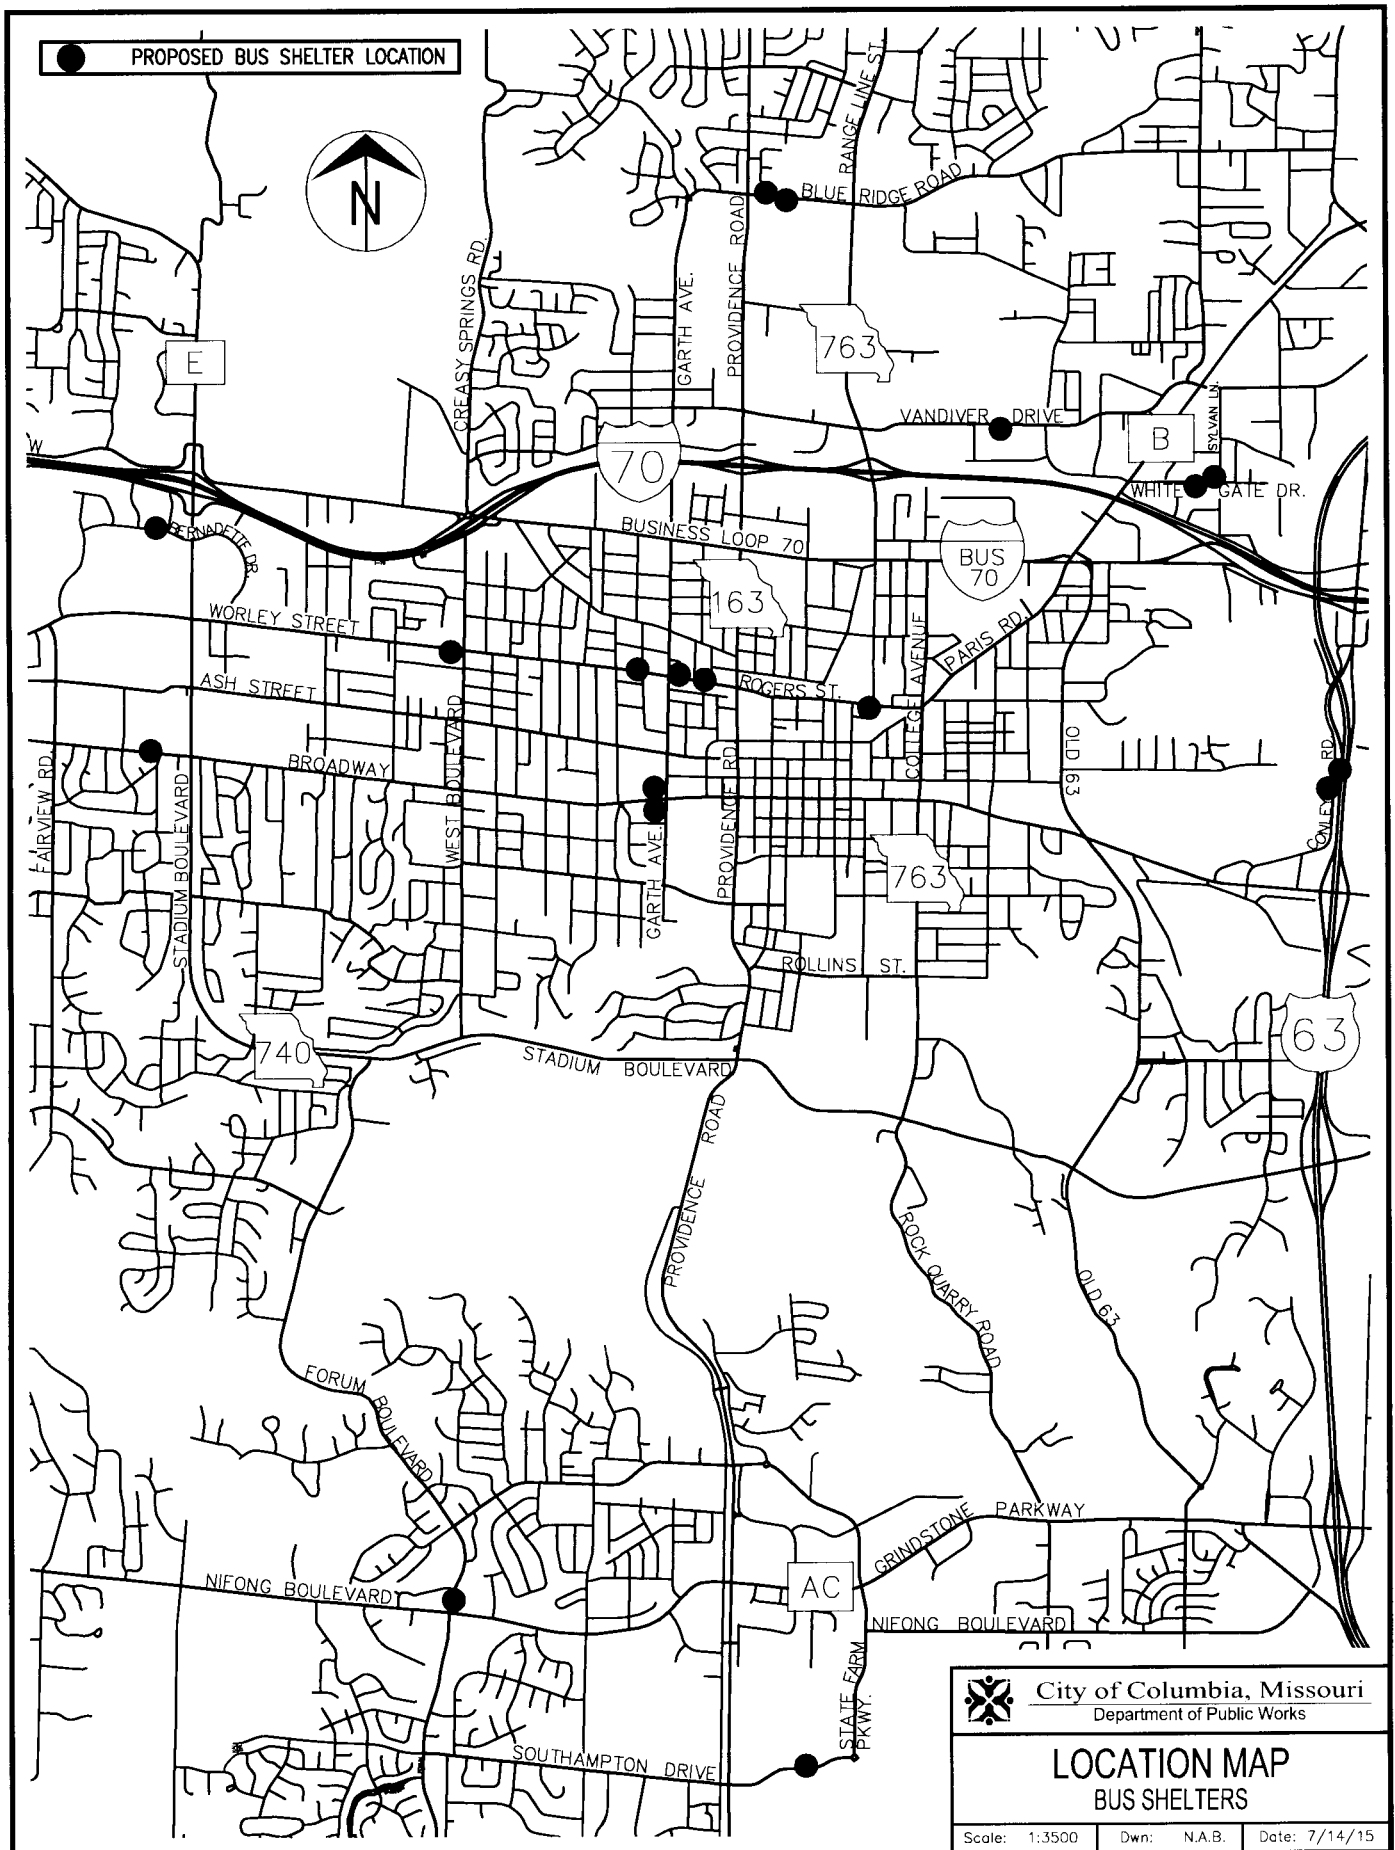 PROPOSED BUS SHELTER LOCATION
N
RANGE LINE ST.
BLUE RIDGE ROAD
CREASY SPRINGS RD.
GARTH AVE.
PROVIDENCE ROAD
763
E
VANDIVER DRIVE
B
SYLVAN LN.
W
70
WHITE GATE DR.
BERNADETTE DR.
BUSINESS LOOP 70
BUS
70
163
WORLEY STREET
COLLEGE AVENUE
PARIS RD.
ASH STREET
ROGERS ST.
WEST BOULEVARD
OLD 63
FAIRVIEW RD.
BROADWAY
STADIUM BOULEVARD
PROVIDENCE RD.
CONLEY RD.
GARTH AVE.
763
ROLLINS ST.
740
STADIUM BOULEVARD
63
PROVIDENCE ROAD
ROCK QUARRY ROAD
OLD 63
FORUM BOULEVARD
GRINDSTONE PARKWAY
NIFONG BOULEVARD
AC
NIFONG BOULEVARD
STATE FARM
PKWY.
SOUTHAMPTON DRIVE
City of Columbia, Missouri
Department of Public Works
LOCATION MAP
BUS SHELTERS
Scale: 1:3500 Dwn: N.A.B. Date: 7/14/15